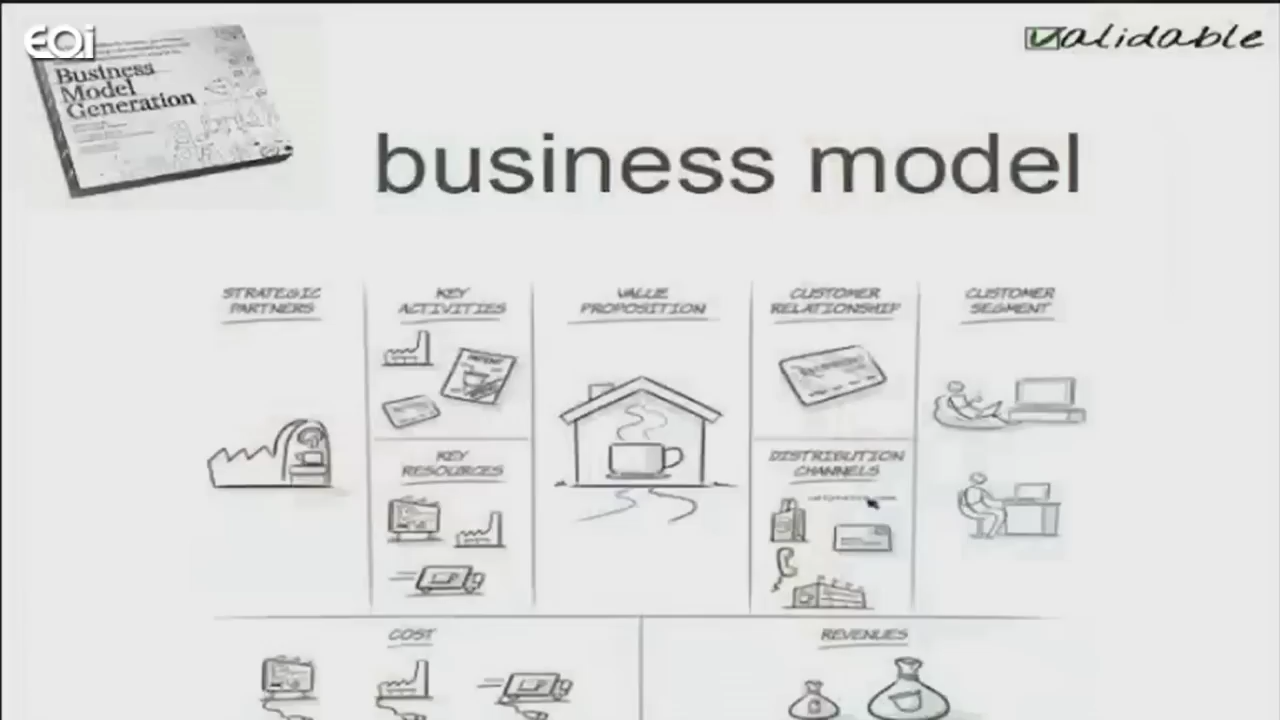 EOi
Business
Model
Generation
validable
business model
STRATEGIC
PARTNERS
KEY
ACTIVITIES
VALUE
PROPOSITION
CUSTOMER
RELATIONSHIP
CUSTOMER
SEGMENT
PATENT
KEY
RESOURCES
DISTRIBUTION
CHANNELS
COST
REVENUES